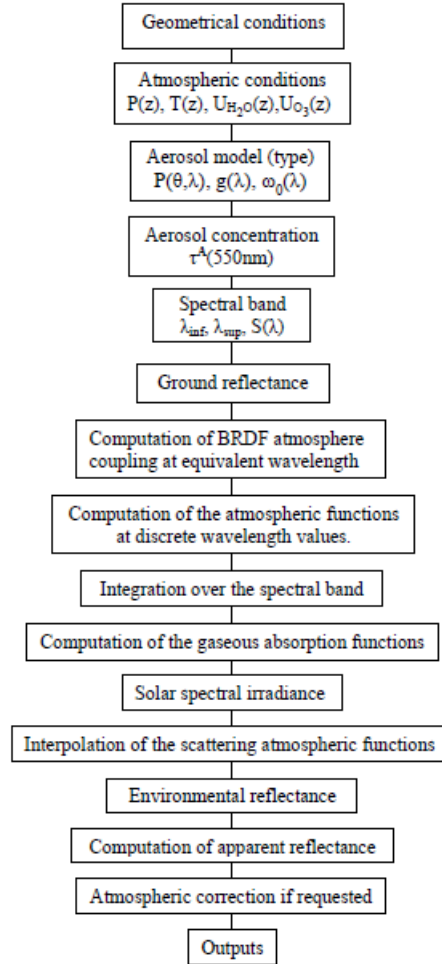 Geometrical conditions
Atmospheric conditions
P(z), T(z), U_H₂O(z),U_O₃(z)
Aerosol model (type)
P(θ,λ), g(λ), ω₀(λ)
Aerosol concentration
τᴬ(550nm)
Spectral band
λ_inf, λ_sup, S(λ)
Ground reflectance
Computation of BRDF atmosphere
coupling at equivalent wavelength
Computation of the atmospheric functions
at discrete wavelength values.
Integration over the spectral band
Computation of the gaseous absorption functions
Solar spectral irradiance
Interpolation of the scattering atmospheric functions
Environmental reflectance
Computation of apparent reflectance
Atmospheric correction if requested
Outputs